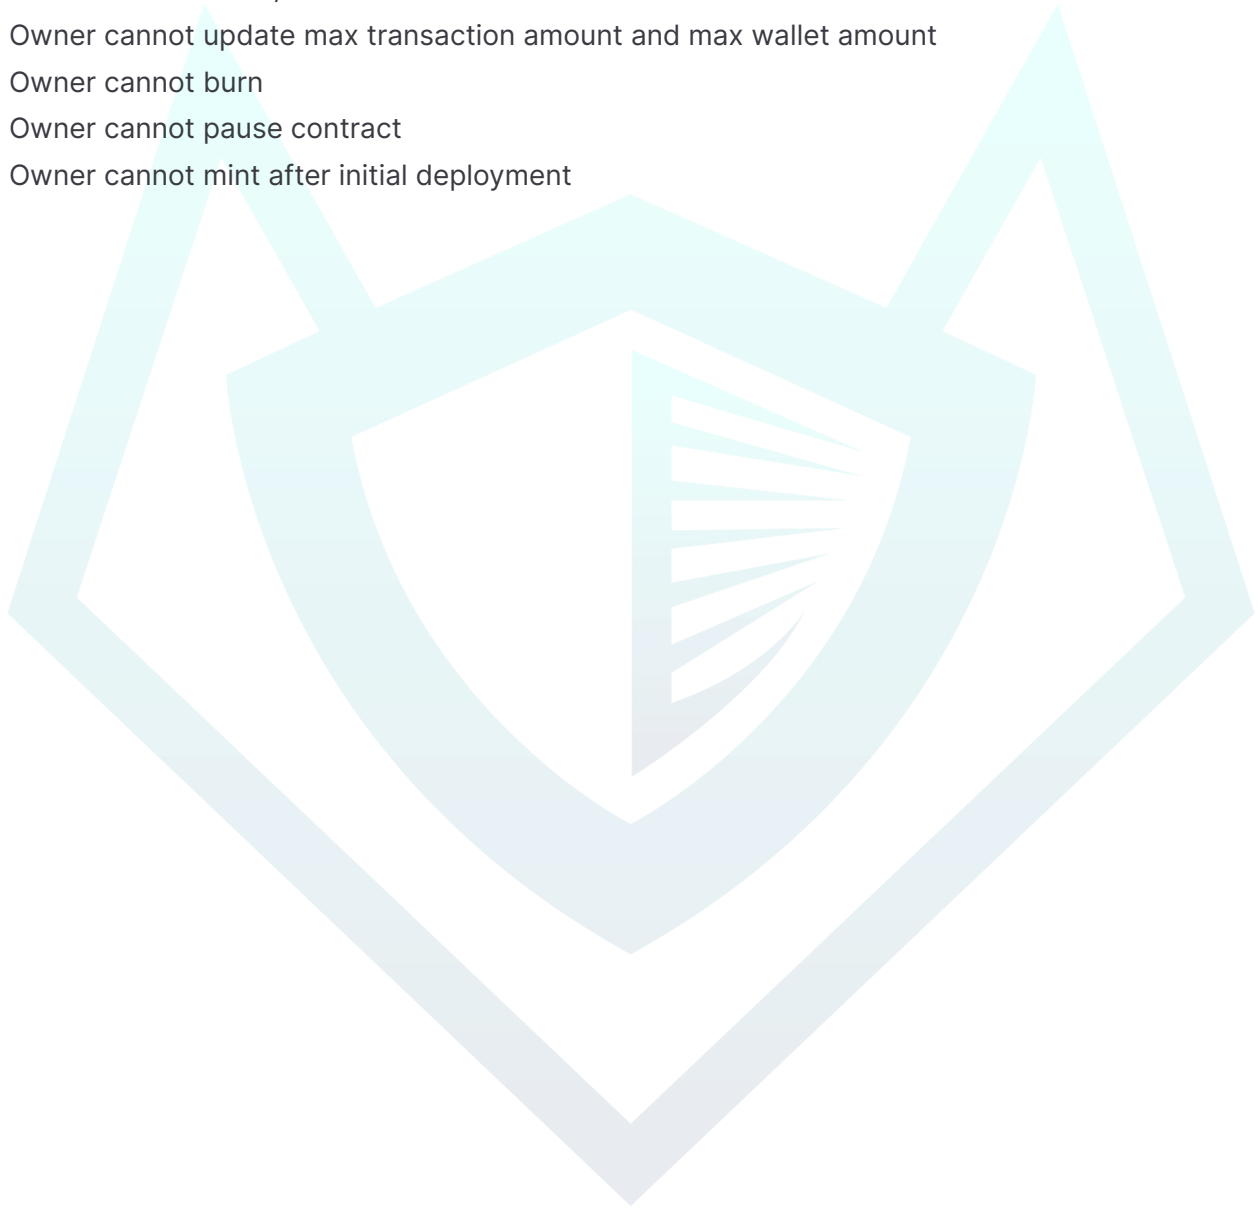 Owner cannot update max transaction amount and max wallet amount
Owner cannot burn
Owner cannot pause contract
Owner cannot mint after initial deployment